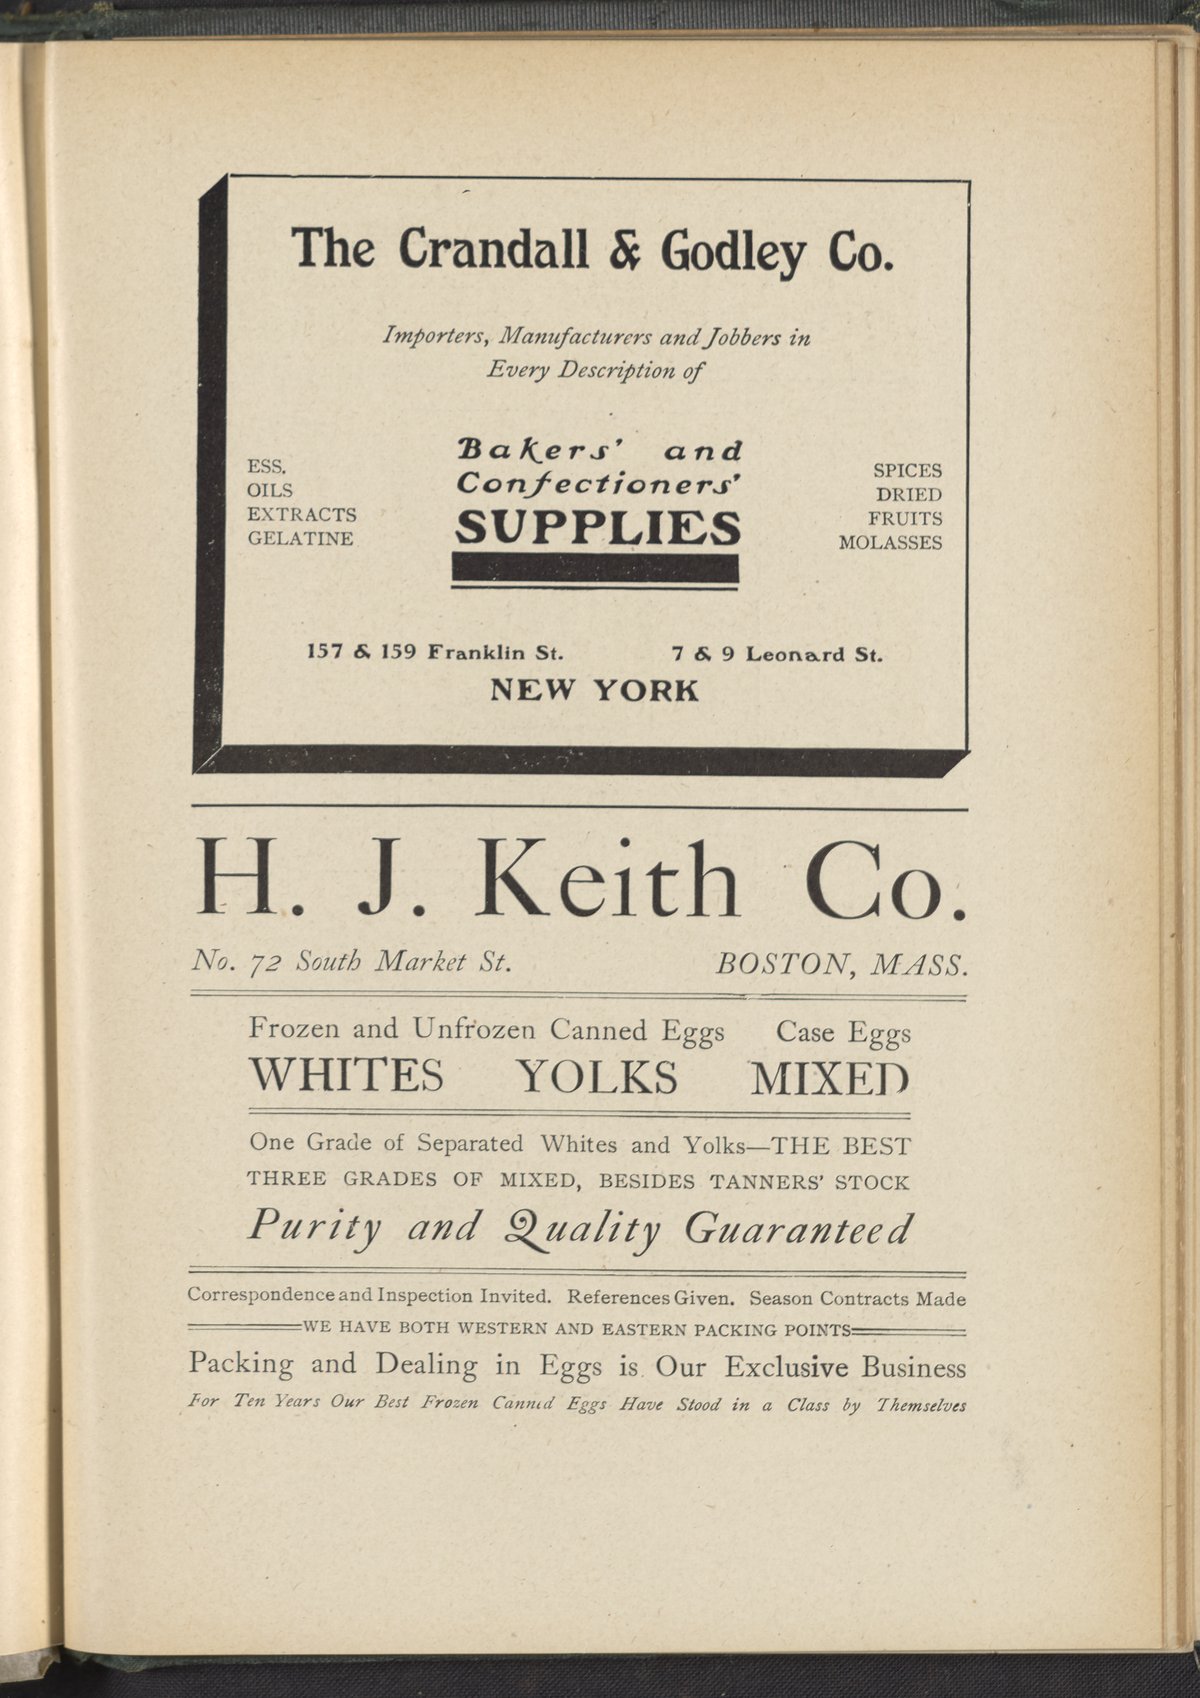 The Crandall & Godley Co.
Importers, Manufacturers and Jobbers in
Every Description of
ESS.
OILS
EXTRACTS
GELATINE
Bakers' and
Confectioners'
SUPPLIES
SPICES
DRIED
FRUITS
MOLASSES
157 & 159 Franklin St. 7 & 9 Leonard St.
NEW YORK
H. J. Keith Co.
No. 72 South Market St. BOSTON, MASS.
Frozen and Unfrozen Canned Eggs Case Eggs
WHITES YOLKS MIXED
One Grade of Separated Whites and Yolks—THE BEST
THREE GRADES OF MIXED, BESIDES TANNERS' STOCK
Purity and Quality Guaranteed
Correspondence and Inspection Invited. References Given. Season Contracts Made
WE HAVE BOTH WESTERN AND EASTERN PACKING POINTS
Packing and Dealing in Eggs is Our Exclusive Business
For Ten Years Our Best Frozen Canned Eggs Have Stood in a Class by Themselves